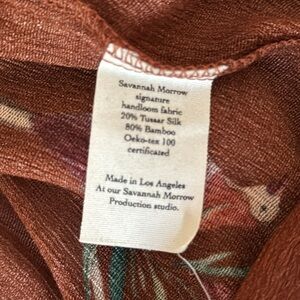 Savannah Morrow
signature
handloom fabric
20% Tussar Silk
80% Bamboo
Oeko-tex 100
certificated
Made in Los Angeles
At our Savannah Morrow
Production studio.